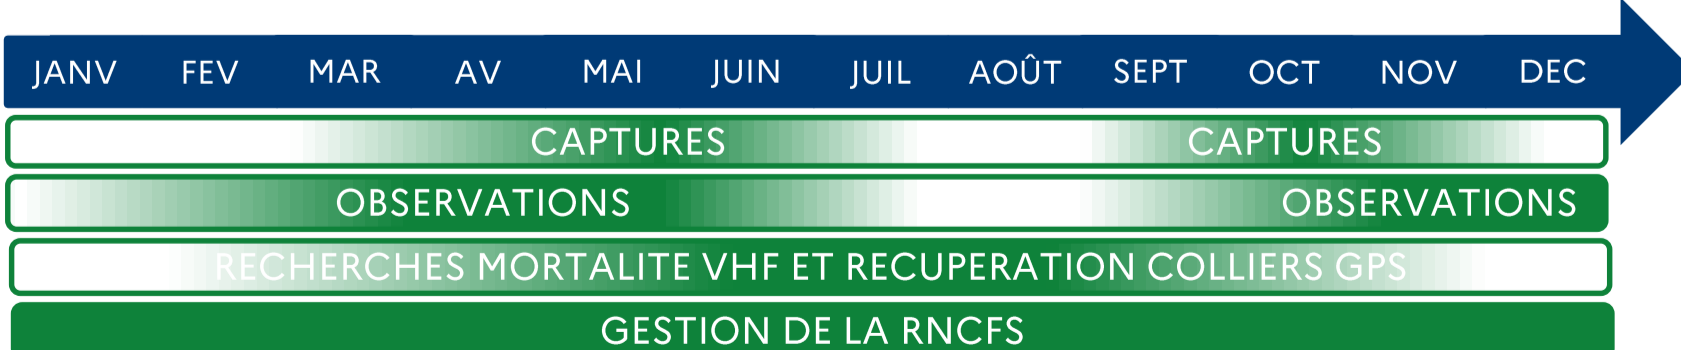 JANV FEV MAR AV MAI JUIN JUIL AOÛT SEPT OCT NOV DEC
CAPTURES CAPTURES
OBSERVATIONS OBSERVATIONS
RECHERCHES MORTALITE VHF ET RECUPERATION COLLIERS GPS
GESTION DE LA RNCFS